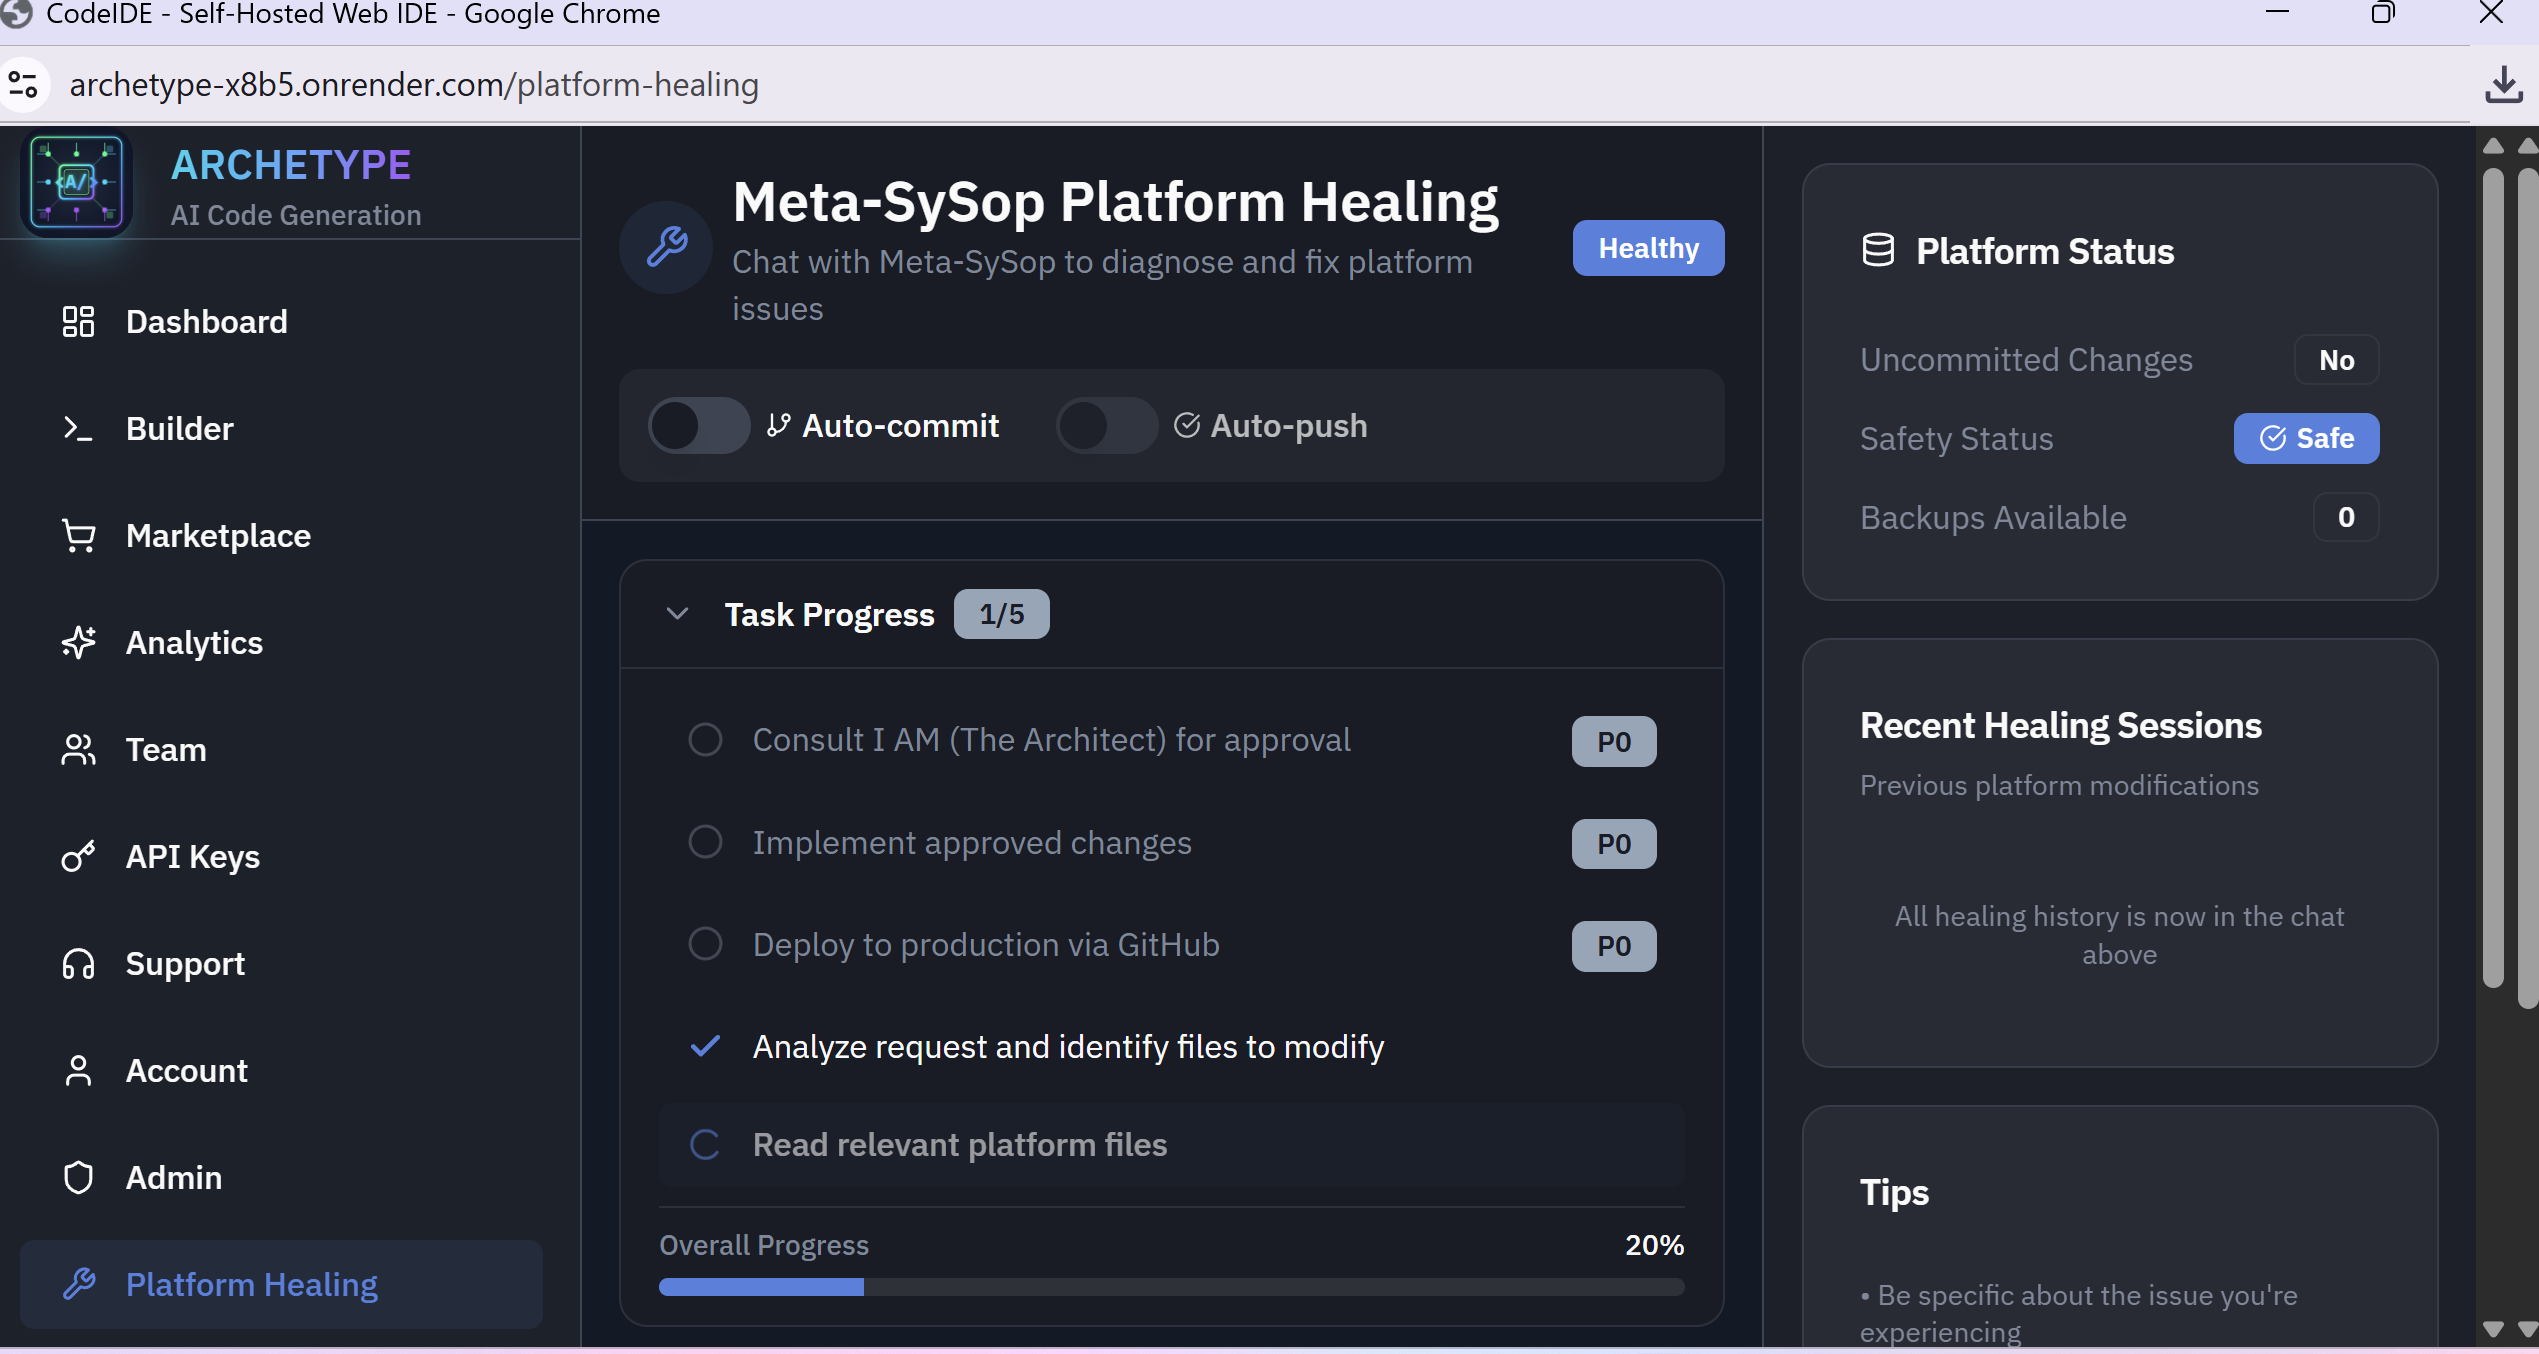 CodeIDE - Self-Hosted Web IDE - Google Chrome
archetype-x8b5.onrender.com/platform-healing
A/
ARCHETYPE
AI Code Generation
Dashboard
Builder
Marketplace
Analytics
Team
API Keys
Support
Account
Admin
Platform Healing
Meta-SySop Platform Healing
Chat with Meta-SySop to diagnose and fix platform
issues
Healthy
Auto-commit
Auto-push
Task Progress 1/5
Consult I AM (The Architect) for approval P0
Implement approved changes P0
Deploy to production via GitHub P0
Analyze request and identify files to modify
Read relevant platform files
Overall Progress 20%
Platform Status
Uncommitted Changes No
Safety Status Safe
Backups Available 0
Recent Healing Sessions
Previous platform modifications
All healing history is now in the chat
above
Tips
• Be specific about the issue you're
experiencing